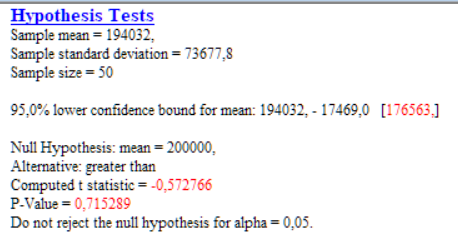 Hypothesis Tests
Sample mean = 194032,
Sample standard deviation = 73677,8
Sample size = 50
95,0% lower confidence bound for mean: 194032, - 17469,0 [176563,]
Null Hypothesis: mean = 200000,
Alternative: greater than
Computed t statistic = -0,572766
P-Value = 0,715289
Do not reject the null hypothesis for alpha = 0,05.